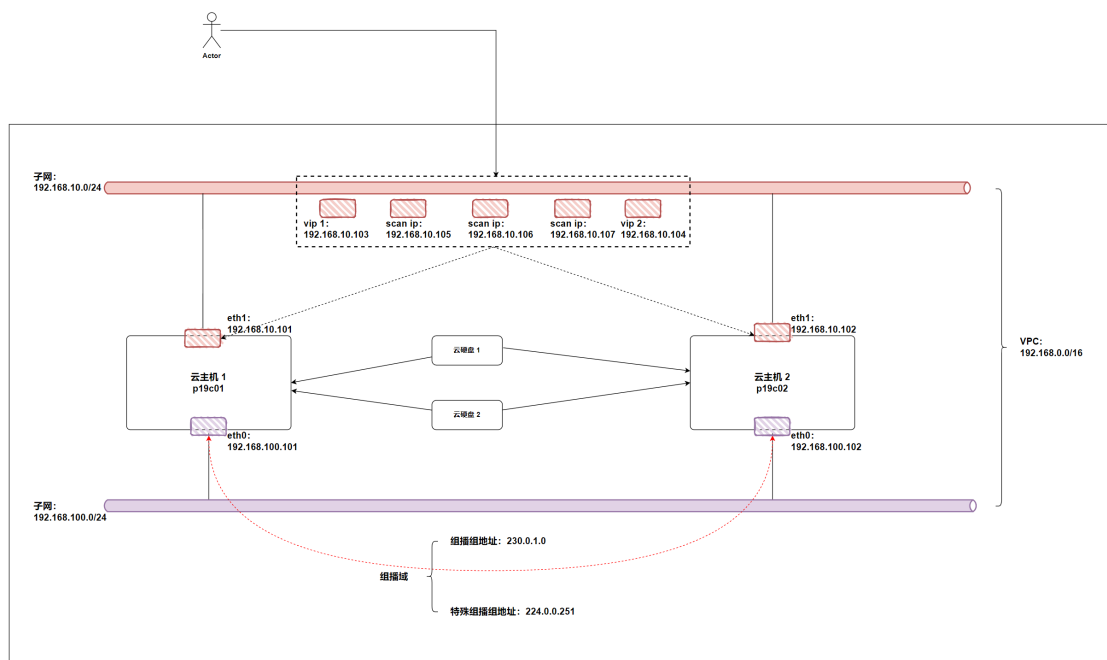 Actor
子网：
192.168.10.0/24
vip 1：
192.168.10.103
scan ip：
192.168.10.105
scan ip：
192.168.10.106
scan ip：
192.168.10.107
vip 2：
192.168.10.104
eth1：
192.168.10.101
eth1：
192.168.10.102
云硬盘 1
VPC：
192.168.0.0/16
云主机 1
p19c01
云主机 2
p19c02
云硬盘 2
eth0：
192.168.100.101
eth0：
192.168.100.102
子网：
192.168.100.0/24
组播组地址：230.0.1.0
组播域
特殊组播组地址：224.0.0.251